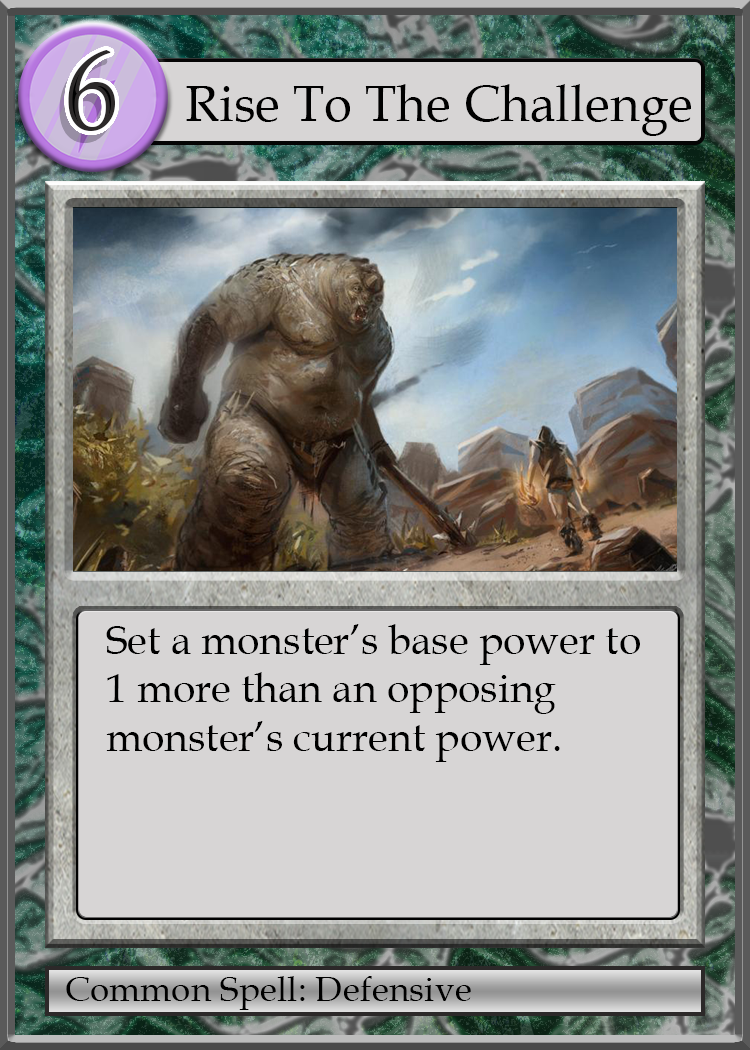 6
Rise To The Challenge
Set a monster's base power to
1 more than an opposing
monster's current power.
Common Spell: Defensive